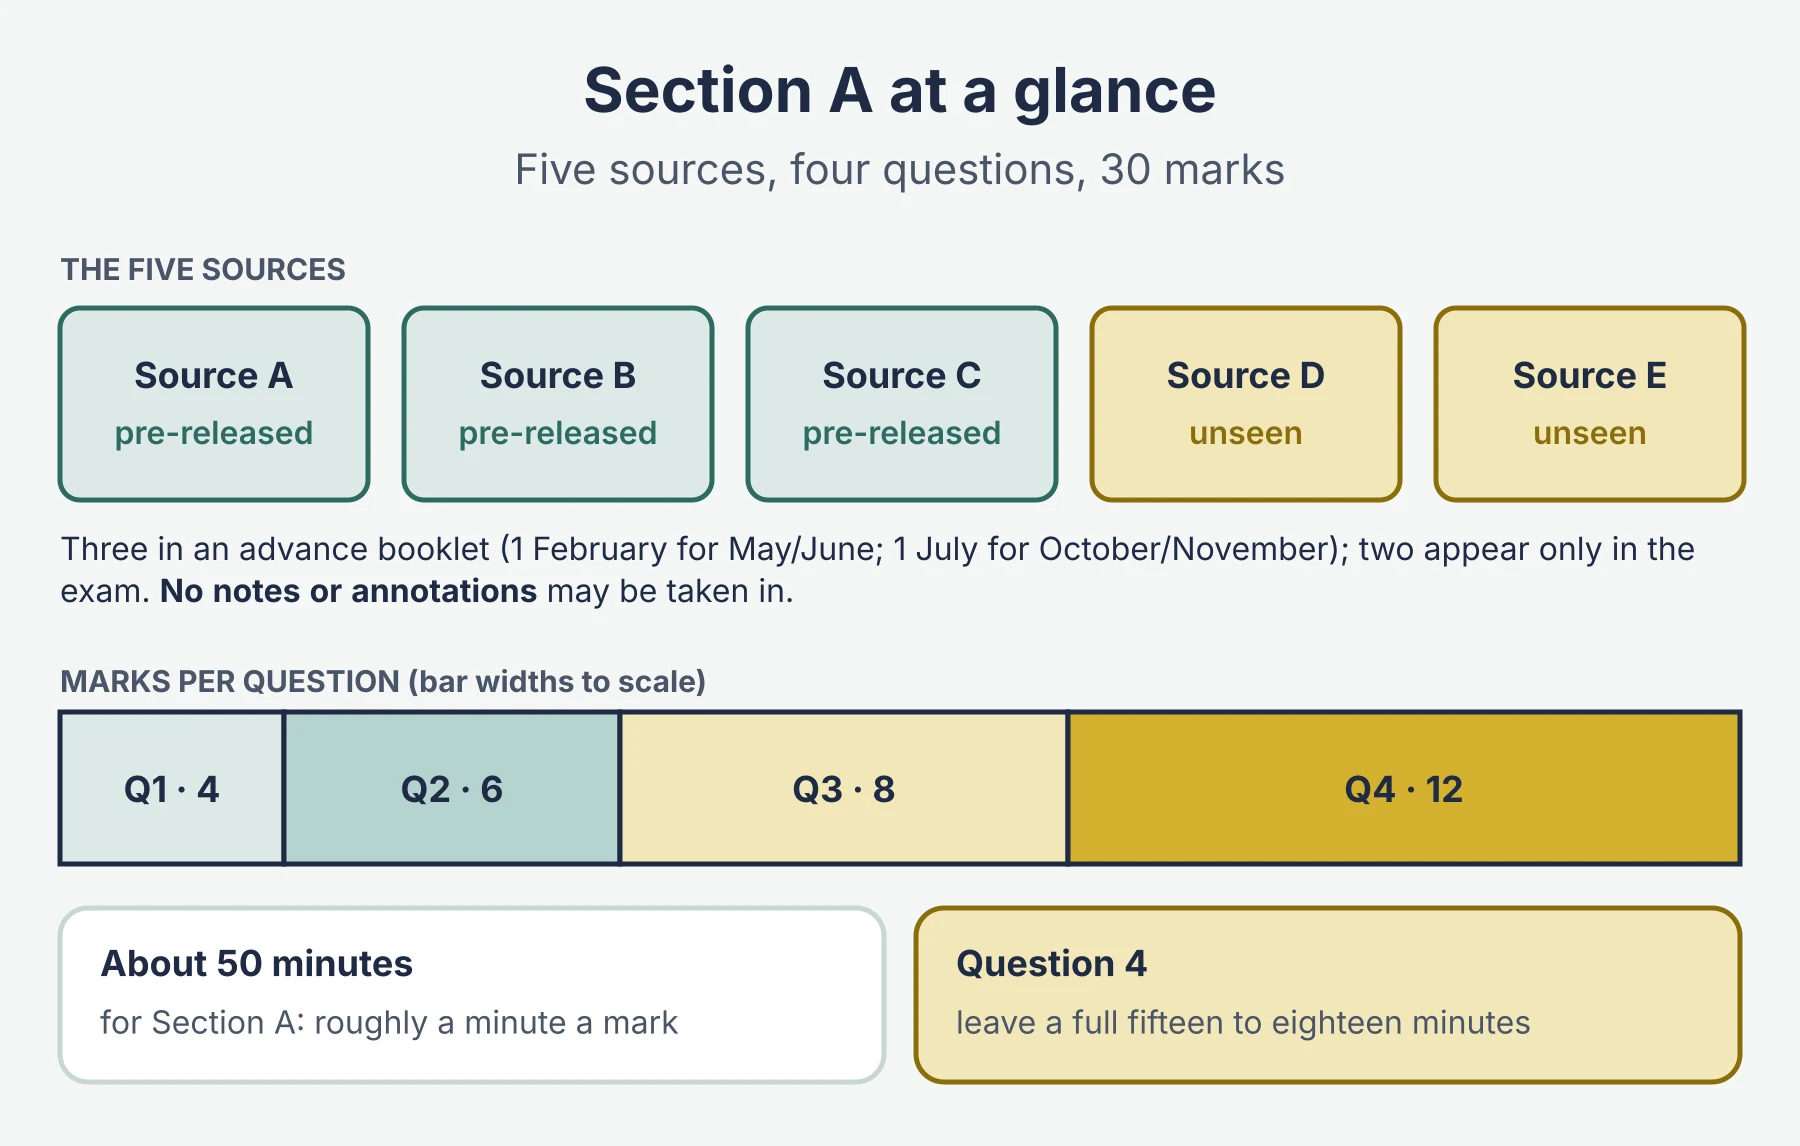 Section A at a glance
Five sources, four questions, 30 marks
THE FIVE SOURCES
Source A
pre-released
Source B
pre-released
Source C
pre-released
Source D
unseen
Source E
unseen
Three in an advance booklet (1 February for May/June; 1 July for October/November); two appear only in the
exam. No notes or annotations may be taken in.
MARKS PER QUESTION (bar widths to scale)
Q1 · 4
Q2 · 6
Q3 · 8
Q4 · 12
About 50 minutes
for Section A: roughly a minute a mark
Question 4
leave a full fifteen to eighteen minutes